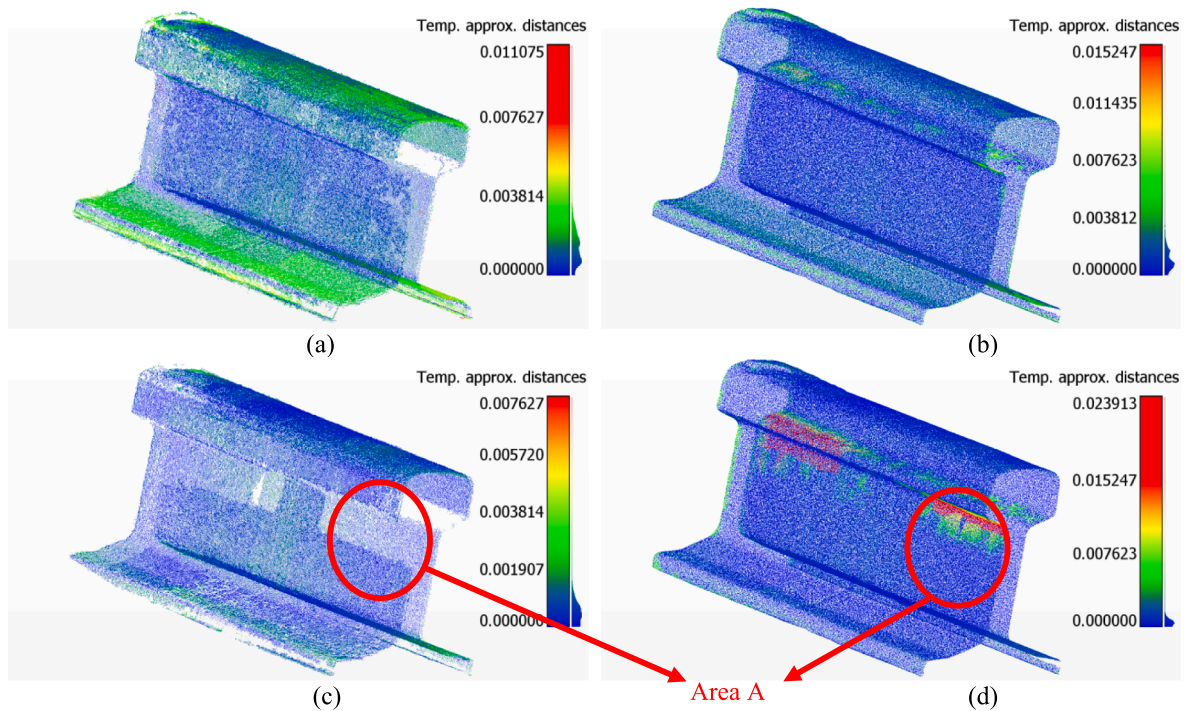 Temp. approx. distances
0.011075
0.007627
0.003814
0.000000
(a)
Temp. approx. distances
0.015247
0.011435
0.007623
0.003812
0.000000
(b)
Temp. approx. distances
0.007627
0.005720
0.003814
0.001907
0.000000
(c)
Temp. approx. distances
0.023913
0.015247
0.007623
0.000000
(d)
Area A